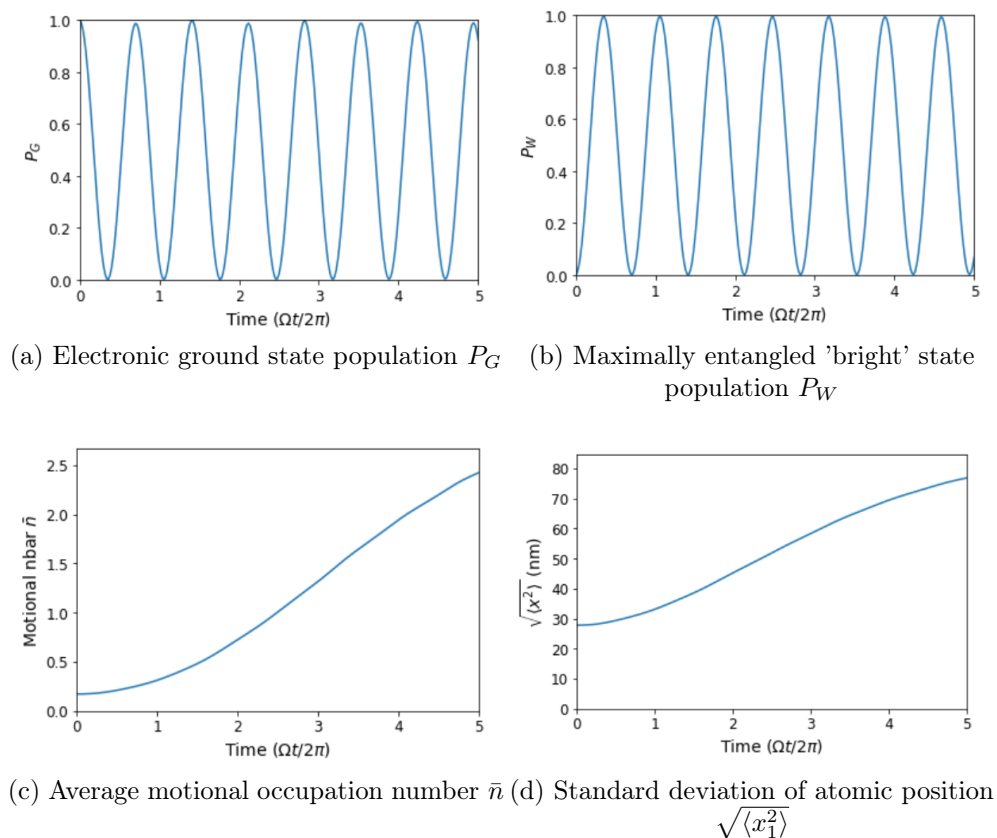 1.0
0.8
0.6
0.4
0.2
0.0
P_G
0 1 2 3 4 5
Time (Ωt/2π)
1.0
0.8
0.6
0.4
0.2
0.0
P_W
0 1 2 3 4 5
Time (Ωt/2π)
(a) Electronic ground state population P_G
(b) Maximally entangled 'bright' state
population P_W
2.5
2.0
1.5
1.0
0.5
0.0
Motional nbar n̄
0 1 2 3 4 5
Time (Ωt/2π)
80
70
60
50
40
30
20
10
0
√⟨x²⟩ (nm)
0 1 2 3 4 5
Time (Ωt/2π)
(c) Average motional occupation number n̄
(d) Standard deviation of atomic position
√⟨x₁²⟩